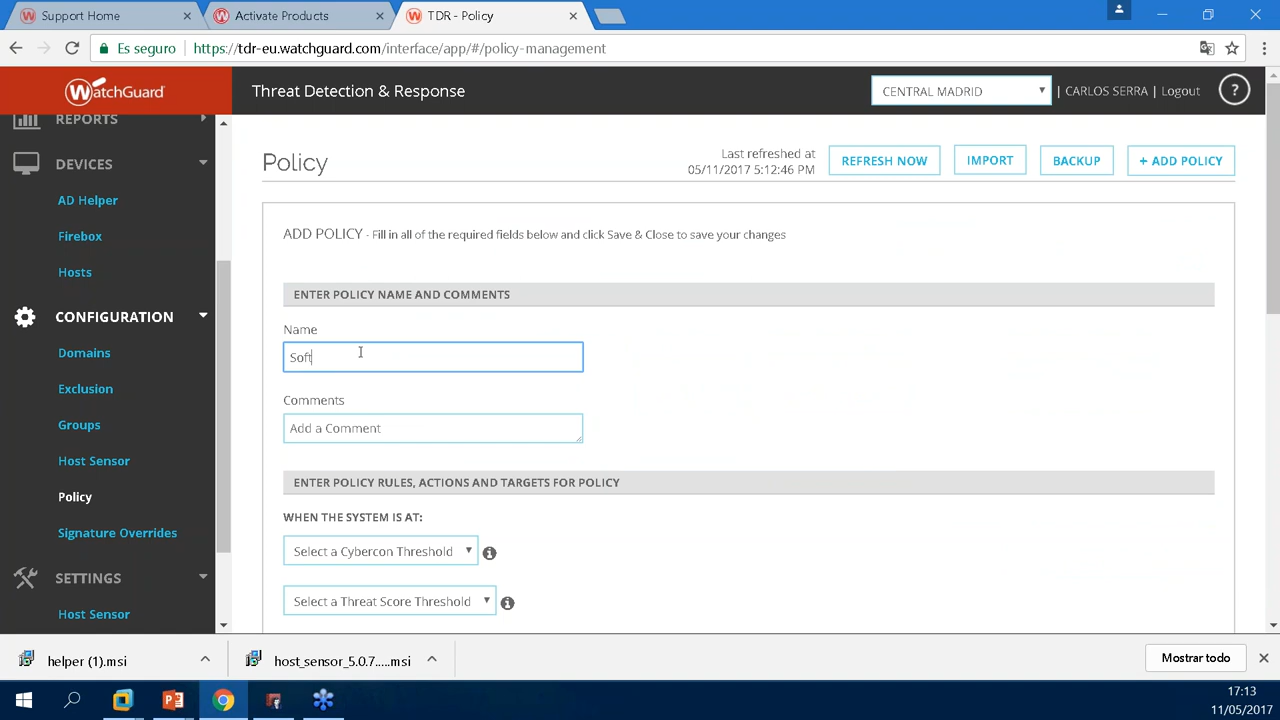 Support Home
Activate Products
TDR - Policy
Es seguro
https://tdr-eu.watchguard.com/interface/app/#/policy-management
WatchGuard
Threat Detection & Response
CENTRAL MADRID
| CARLOS SERRA | Logout
?
REPORTS
DEVICES
AD Helper
Firebox
Hosts
CONFIGURATION
Domains
Exclusion
Groups
Host Sensor
Policy
Signature Overrides
SETTINGS
Host Sensor
Policy
Last refreshed at
05/11/2017 5:12:46 PM
REFRESH NOW
IMPORT
BACKUP
+ ADD POLICY
ADD POLICY - Fill in all of the required fields below and click Save & Close to save your changes
ENTER POLICY NAME AND COMMENTS
Name
Soft
Comments
Add a Comment
ENTER POLICY RULES, ACTIONS AND TARGETS FOR POLICY
WHEN THE SYSTEM IS AT:
Select a Cybercon Threshold
Select a Threat Score Threshold
helper (1).msi
host_sensor_5.0.7.....msi
Mostrar todo
17:13
11/05/2017